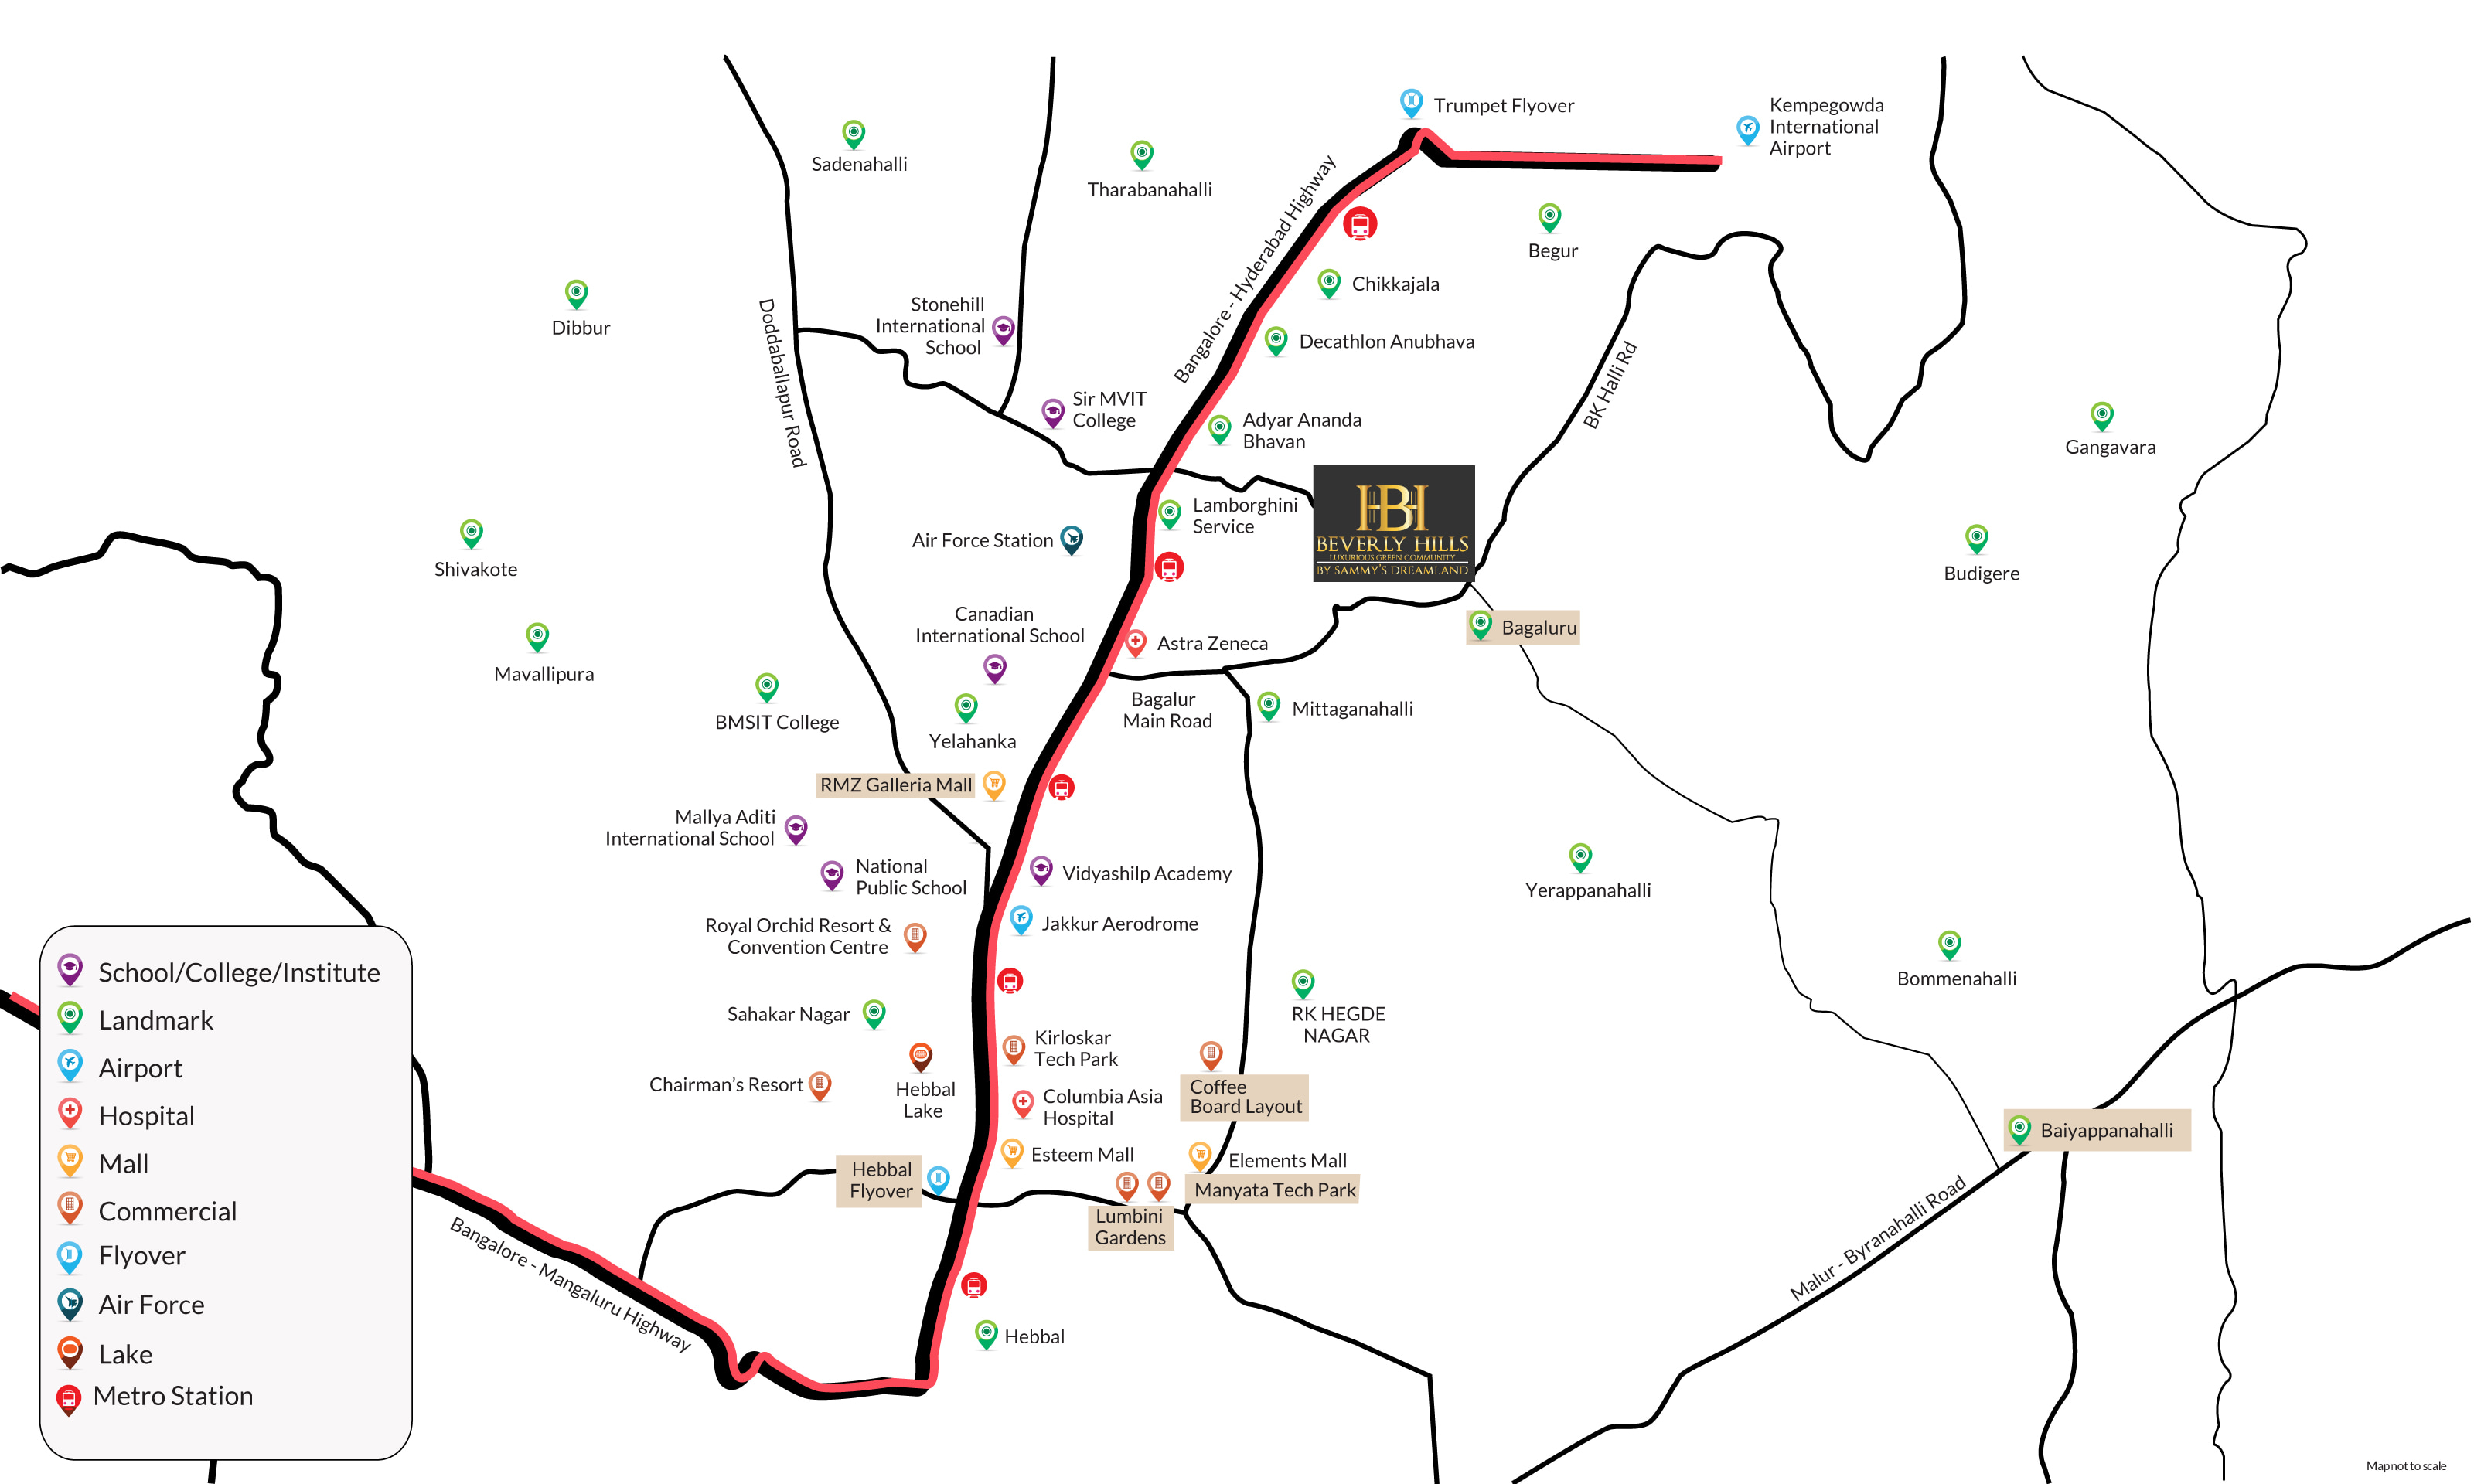 Trumpet Flyover
Kempegowda
International
Airport
Sadenahalli
Tharabanahalli
Bangalore - Hyderabad Highway
Begur
Chikkajala
Dibbur
Doddaballapur Road
Stonehill
International
School
Decathlon Anubhava
BK Halli Rd
Sir MVIT
College
Adyar Ananda
Bhavan
Gangavara
HBH
BEVERLY HILLS
LUXURIOUS GREEN COMMUNITY
BY SAMMY'S DREAMLAND
Lamborghini
Service
Air Force Station
Shivakote
Budigere
Canadian
International School
Astra Zeneca
Bagaluru
Mavallipura
Bagalur
Main Road
Mittaganahalli
BMSIT College
Yelahanka
RMZ Galleria Mall
Mallya Aditi
International School
National
Public School
Vidyashilp Academy
Yerappanahalli
Royal Orchid Resort &
Convention Centre
Jakkur Aerodrome
Bommenahalli
Sahakar Nagar
RK HEGDE
NAGAR
Kirloskar
Tech Park
Chairman's Resort
Hebbal
Lake
Columbia Asia
Hospital
Coffee
Board Layout
Baiyappanahalli
Esteem Mall
Elements Mall
Hebbal
Flyover
Manyata Tech Park
Lumbini
Gardens
Malur - Byranahalli Road
Bangalore - Mangaluru Highway
Hebbal
School/College/Institute
Landmark
Airport
Hospital
Mall
Commercial
Flyover
Air Force
Lake
Metro Station
Map not to scale